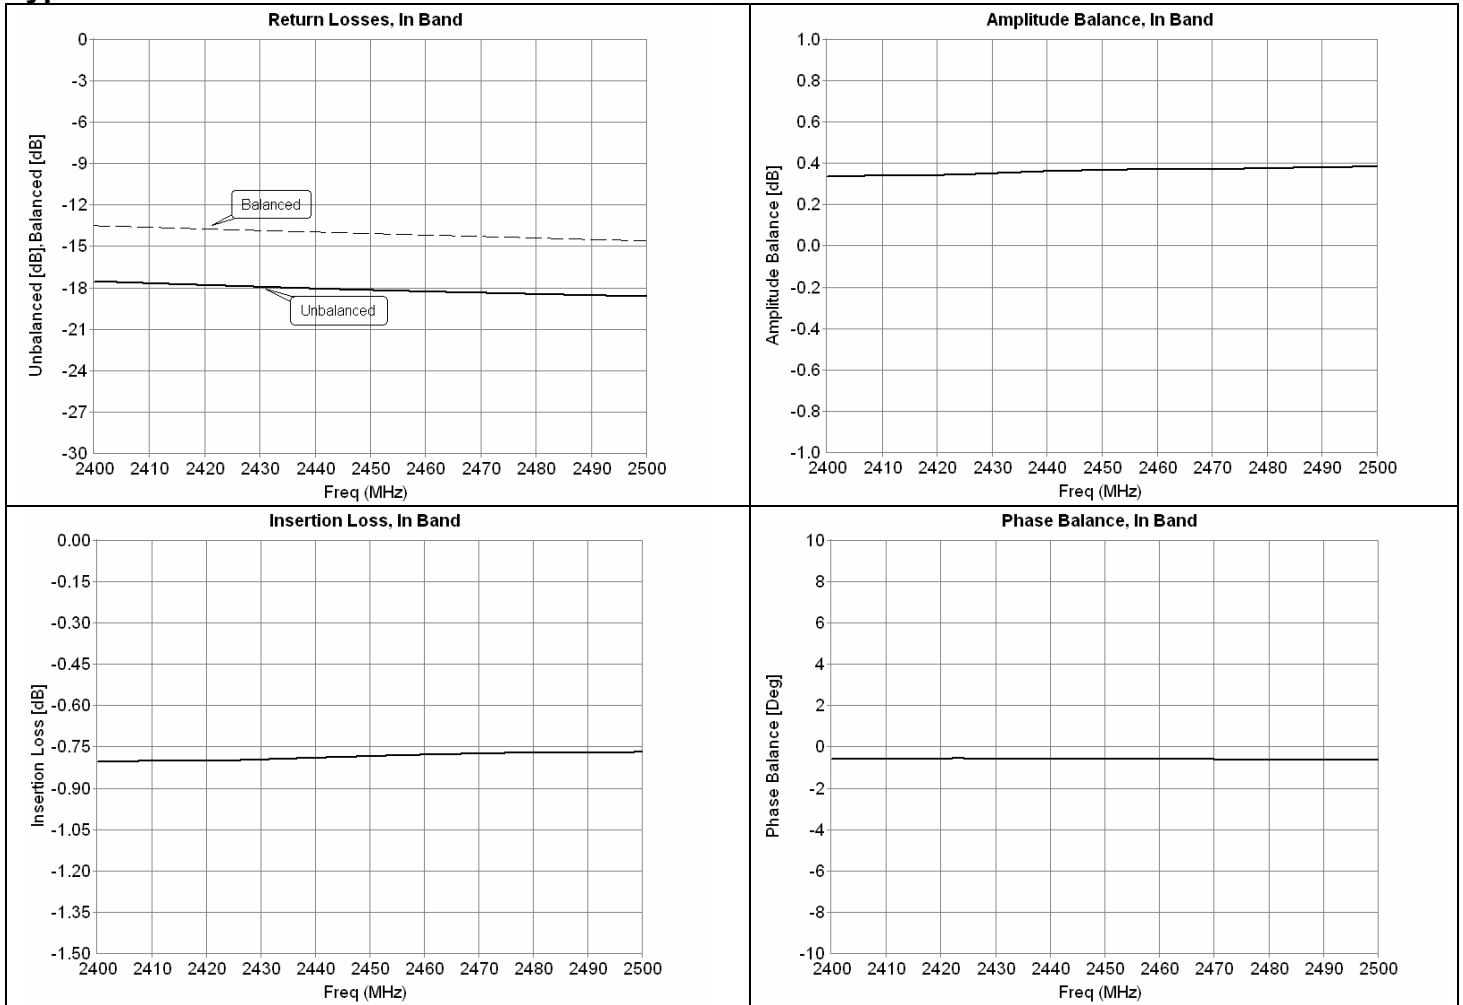 Return Losses, In Band
0
-3
-6
-9
-12
-15
-18
-21
-24
-27
-30
Unbalanced [dB],Balanced [dB]
Balanced
Unbalanced
2400 2410 2420 2430 2440 2450 2460 2470 2480 2490 2500
Freq (MHz)
Amplitude Balance, In Band
1.0
0.8
0.6
0.4
0.2
0.0
-0.2
-0.4
-0.6
-0.8
-1.0
Amplitude Balance [dB]
2400 2410 2420 2430 2440 2450 2460 2470 2480 2490 2500
Freq (MHz)
Insertion Loss, In Band
0.00
-0.15
-0.30
-0.45
-0.60
-0.75
-0.90
-1.05
-1.20
-1.35
-1.50
Insertion Loss [dB]
2400 2410 2420 2430 2440 2450 2460 2470 2480 2490 2500
Freq (MHz)
Phase Balance, In Band
10
8
6
4
2
0
-2
-4
-6
-8
-10
Phase Balance [Deg]
2400 2410 2420 2430 2440 2450 2460 2470 2480 2490 2500
Freq (MHz)